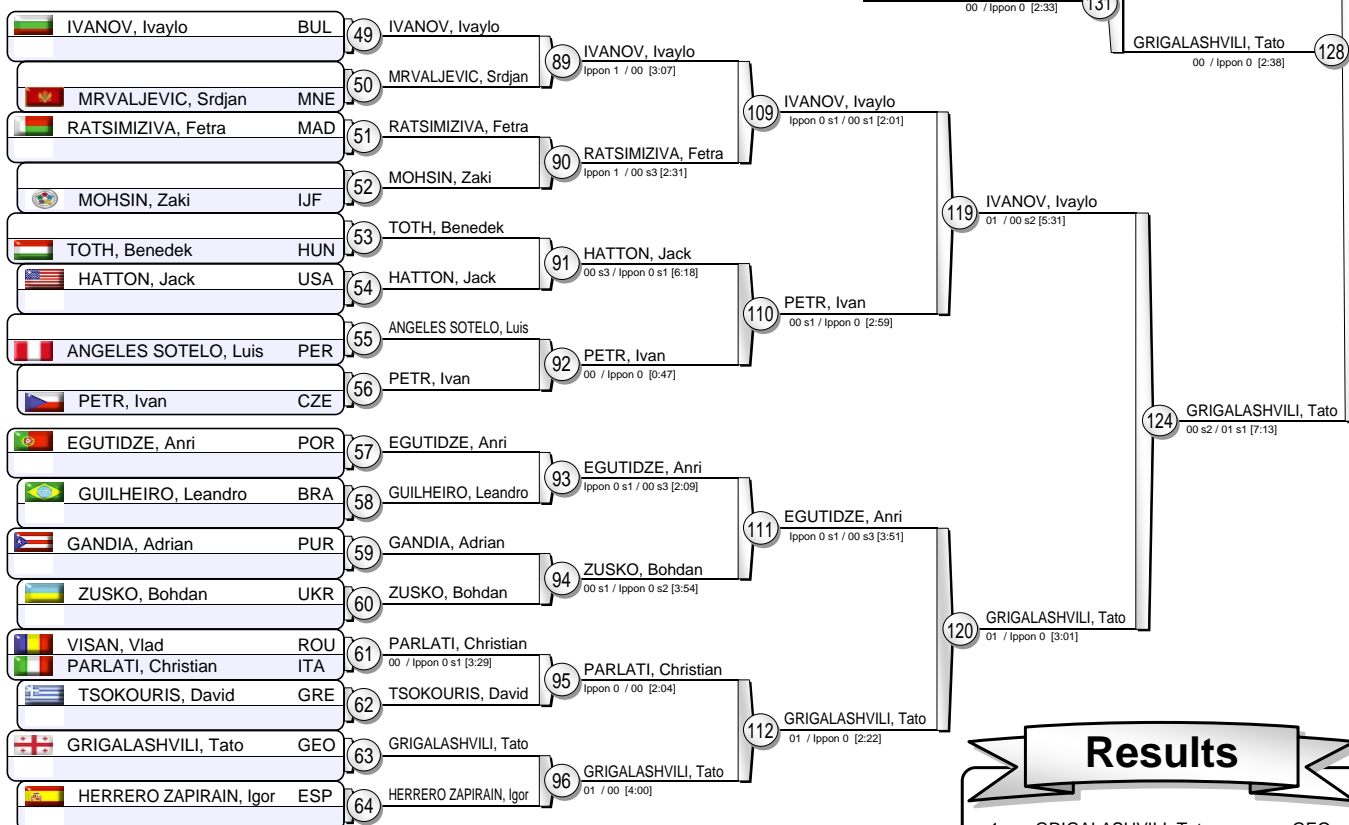 00 / Ippon 0 [2:33]
131
GRIGALASHVILI, Tato
00 / Ippon 0 [2:38]
128
IVANOV, Ivaylo BUL
49
IVANOV, Ivaylo
89
IVANOV, Ivaylo
Ippon 1 / 00 [3:07]
MRVALJEVIC, Srdjan MNE
50
MRVALJEVIC, Srdjan
109
IVANOV, Ivaylo
Ippon 0 s1 / 00 s1 [2:01]
RATSIMIZIVA, Fetra MAD
51
RATSIMIZIVA, Fetra
90
RATSIMIZIVA, Fetra
Ippon 1 / 00 s3 [2:31]
MOHSIN, Zaki IJF
52
MOHSIN, Zaki
119
IVANOV, Ivaylo
01 / 00 s2 [5:31]
TOTH, Benedek HUN
53
TOTH, Benedek
91
HATTON, Jack
00 s3 / Ippon 0 s1 [6:18]
HATTON, Jack USA
54
HATTON, Jack
110
PETR, Ivan
00 s1 / Ippon 0 [2:59]
ANGELES SOTELO, Luis PER
55
ANGELES SOTELO, Luis
92
PETR, Ivan
00 / Ippon 0 [0:47]
PETR, Ivan CZE
56
PETR, Ivan
124
GRIGALASHVILI, Tato
00 s2 / 01 s1 [7:13]
EGUTIDZE, Anri POR
57
EGUTIDZE, Anri
93
EGUTIDZE, Anri
Ippon 0 s1 / 00 s3 [2:09]
GUILHEIRO, Leandro BRA
58
GUILHEIRO, Leandro
111
EGUTIDZE, Anri
Ippon 0 s1 / 00 s3 [3:51]
GANDIA, Adrian PUR
59
GANDIA, Adrian
94
ZUSKO, Bohdan
00 s1 / Ippon 0 s2 [3:54]
ZUSKO, Bohdan UKR
60
ZUSKO, Bohdan
120
GRIGALASHVILI, Tato
01 / Ippon 0 [3:01]
VISAN, Vlad ROU
PARLATI, Christian ITA
61
PARLATI, Christian
00 / Ippon 0 s1 [3:29]
95
PARLATI, Christian
Ippon 0 / 00 [2:04]
TSOKOURIS, David GRE
62
TSOKOURIS, David
112
GRIGALASHVILI, Tato
01 / Ippon 0 [2:22]
GRIGALASHVILI, Tato GEO
63
GRIGALASHVILI, Tato
96
GRIGALASHVILI, Tato
01 / 00 [4:00]
HERRERO ZAPIRAIN, Igor ESP
64
HERRERO ZAPIRAIN, Igor
Results
GRIGALASHVILI, Tato GEO